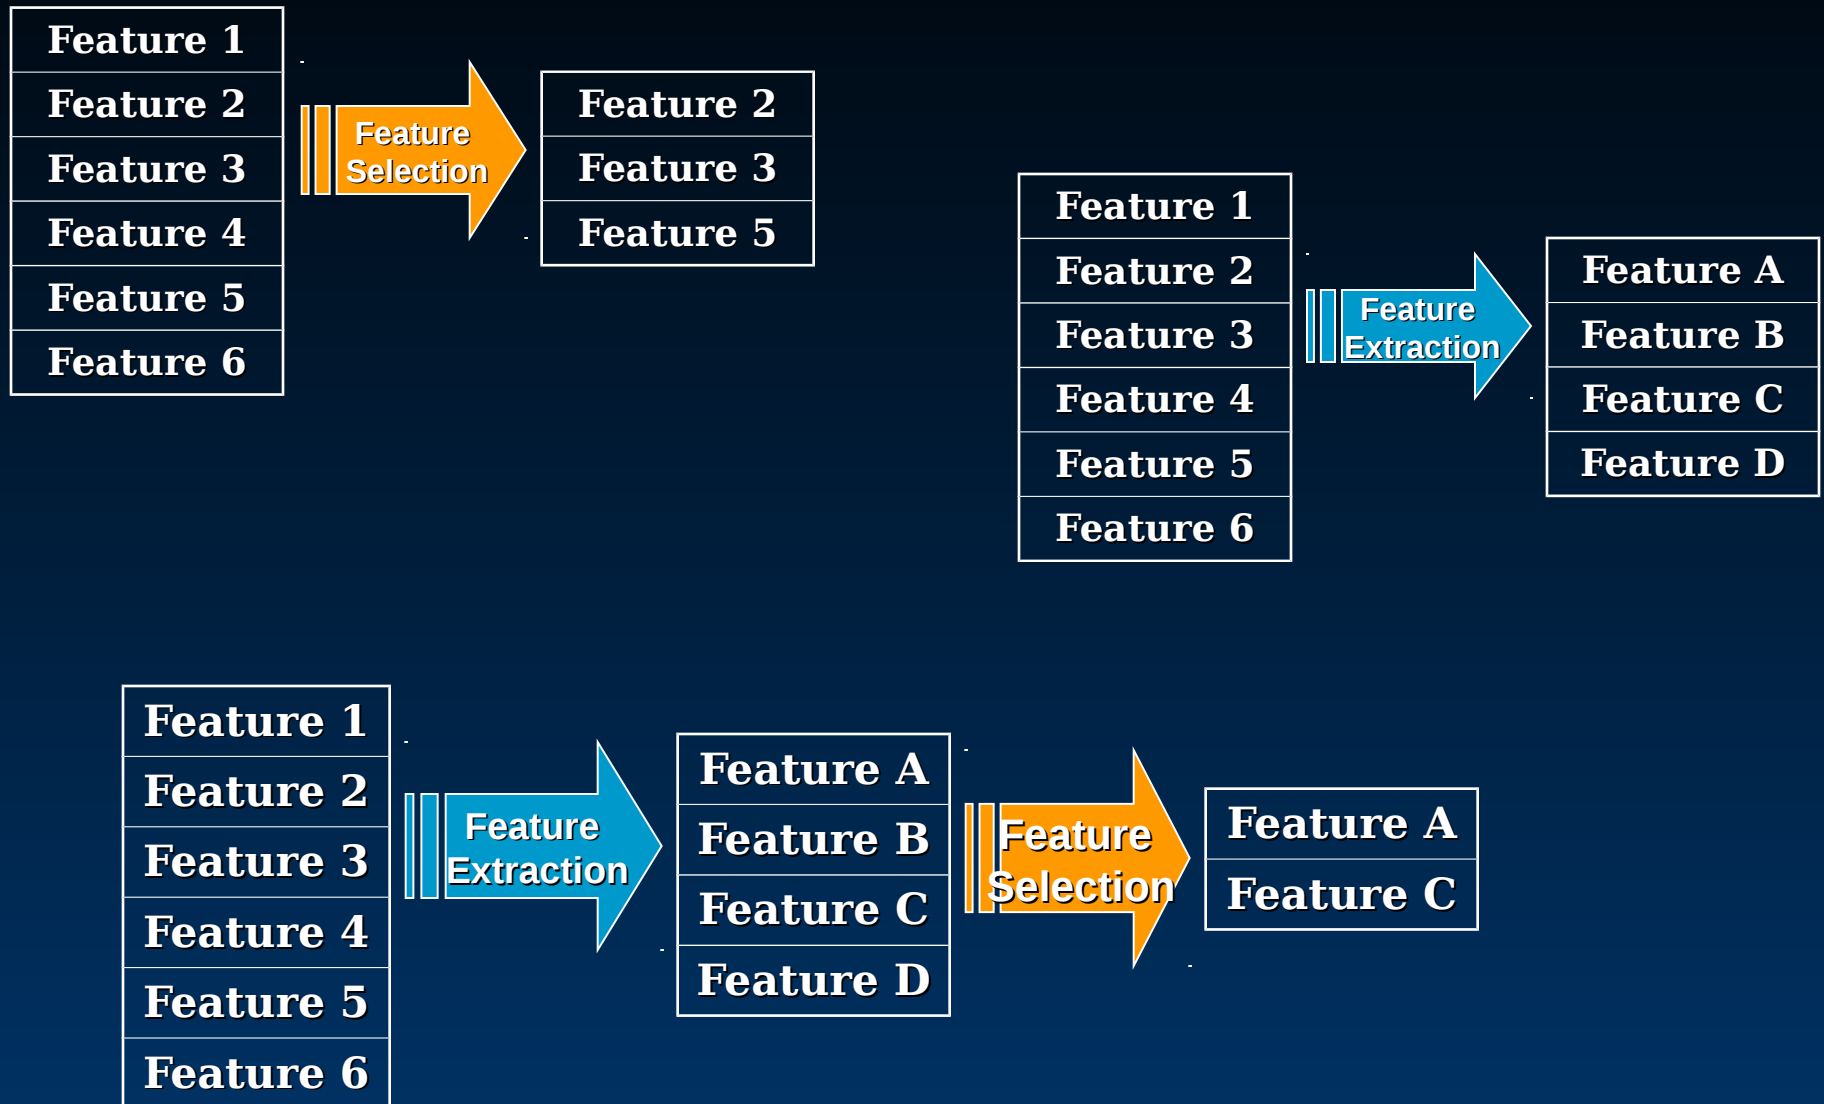 Feature 1
Feature 2
Feature 3
Feature 4
Feature 5
Feature 6
Feature
Selection
Feature 2
Feature 3
Feature 5
Feature 1
Feature 2
Feature 3
Feature 4
Feature 5
Feature 6
Feature
Extraction
Feature A
Feature B
Feature C
Feature D
Feature 1
Feature 2
Feature 3
Feature 4
Feature 5
Feature 6
Feature
Extraction
Feature A
Feature B
Feature C
Feature D
Feature
Selection
Feature A
Feature C